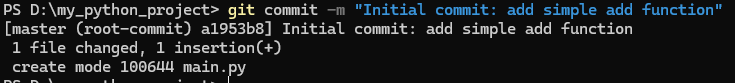 PS D:\my_python_project> git commit -m "Initial commit: add simple add function"
[master (root-commit) a1953b8] Initial commit: add simple add function
 1 file changed, 1 insertion(+)
 create mode 100644 main.py